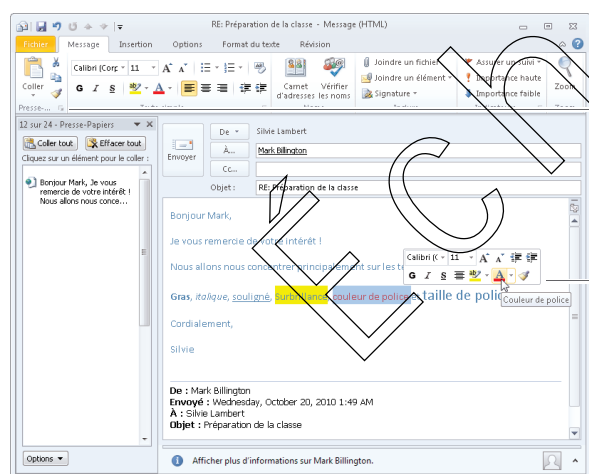 RE: Préparation de la classe - Message (HTML)
Fichier Message Insertion Options Format du texte Révision
Coller
Calibri (Corp 11
G I S
Presse-...
Carnet d'adresses
Vérifier les noms
Joindre un fichier
Joindre un élément
Signature
Assurer un suivi
Importance haute
Importance faible
Zoom
12 sur 24 - Presse-Papiers
Coller tout Effacer tout
Cliquez sur un élément pour le coller :
Bonjour Mark, Je vous
remercie de votre intérêt !
Nous allons nous conce...
Options
Envoyer
De Silvie Lambert
À... Mark Billington
Cc...
Objet : RE: Préparation de la classe
Bonjour Mark,
Je vous remercie de votre intérêt !
Nous allons nous concentrer principalement sur les
Calibri (C 11
G I S
Couleur de police
Gras, italique, souligné, Surbrillance, couleur de police et taille de
Cordialement,
Silvie
De : Mark Billington
Envoyé : Wednesday, October 20, 2010 1:49 AM
À : Silvie Lambert
Objet : Préparation de la classe
Afficher plus d'informations sur Mark Billington.